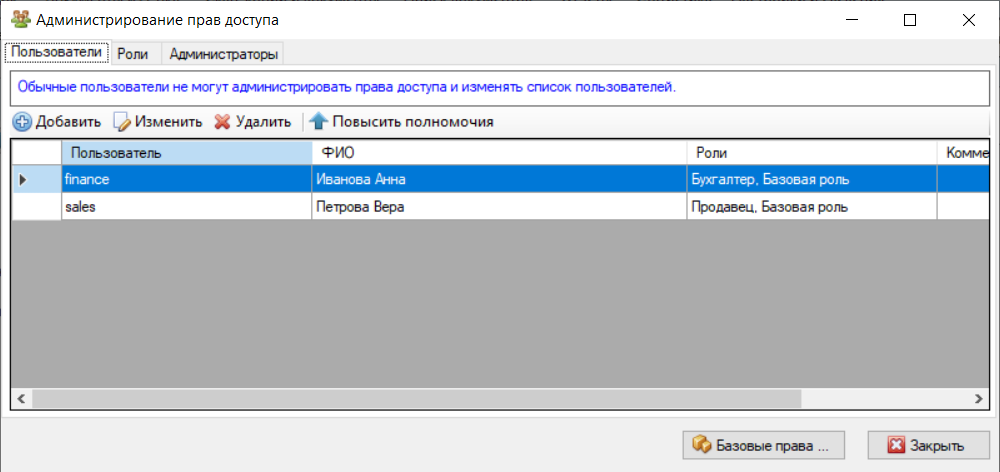 Администрирование прав доступа
Пользователи Роли Администраторы
Обычные пользователи не могут администрировать права доступа и изменять список пользователей.
Добавить Изменить Удалить Повысить полномочия
Пользователь ФИО Роли Комме
finance Иванова Анна Бухгалтер, Базовая роль
sales Петрова Вера Продавец, Базовая роль
Базовые права ... Закрыть